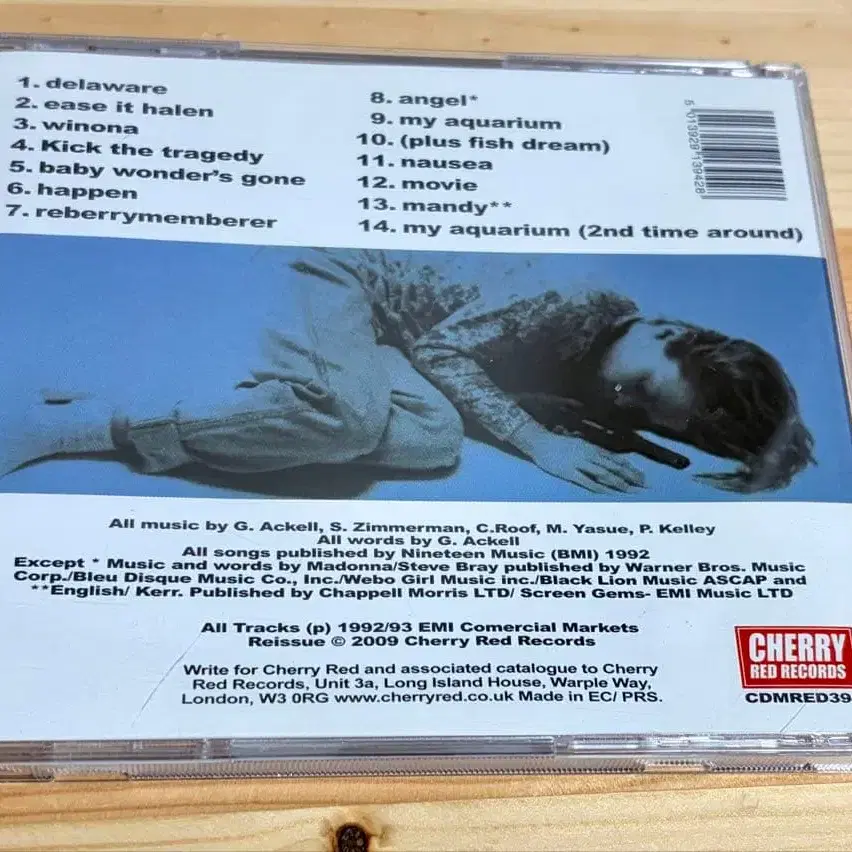 1. delaware
2. ease it halen
3. winona
4. Kick the tragedy
5. baby wonder's gone
6. happen
7. reberrymemberer
8. angel*
9. my aquarium
10. (plus fish dream)
11. nausea
12. movie
13. mandy**
14. my aquarium (2nd time around)
5 013929 139428
All music by G. Ackell, S. Zimmerman, C.Roof, M. Yasue, P. Kelley
All words by G. Ackell
All songs published by Nineteen Music (BMI) 1992
Except * Music and words by Madonna/Steve Bray published by Warner Bros. Music
Corp./Bleu Disque Music Co., Inc./Webo Girl Music inc./Black Lion Music ASCAP and
**English/ Kerr. Published by Chappell Morris LTD/ Screen Gems- EMI Music LTD
All Tracks (p) 1992/93 EMI Comercial Markets
Reissue © 2009 Cherry Red Records
Write for Cherry Red and associated catalogue to Cherry
Red Records, Unit 3a, Long Island House, Warple Way,
London, W3 0RG www.cherryred.co.uk Made in EC/ PRS.
CHERRY
RED RECORDS
CDMRED39